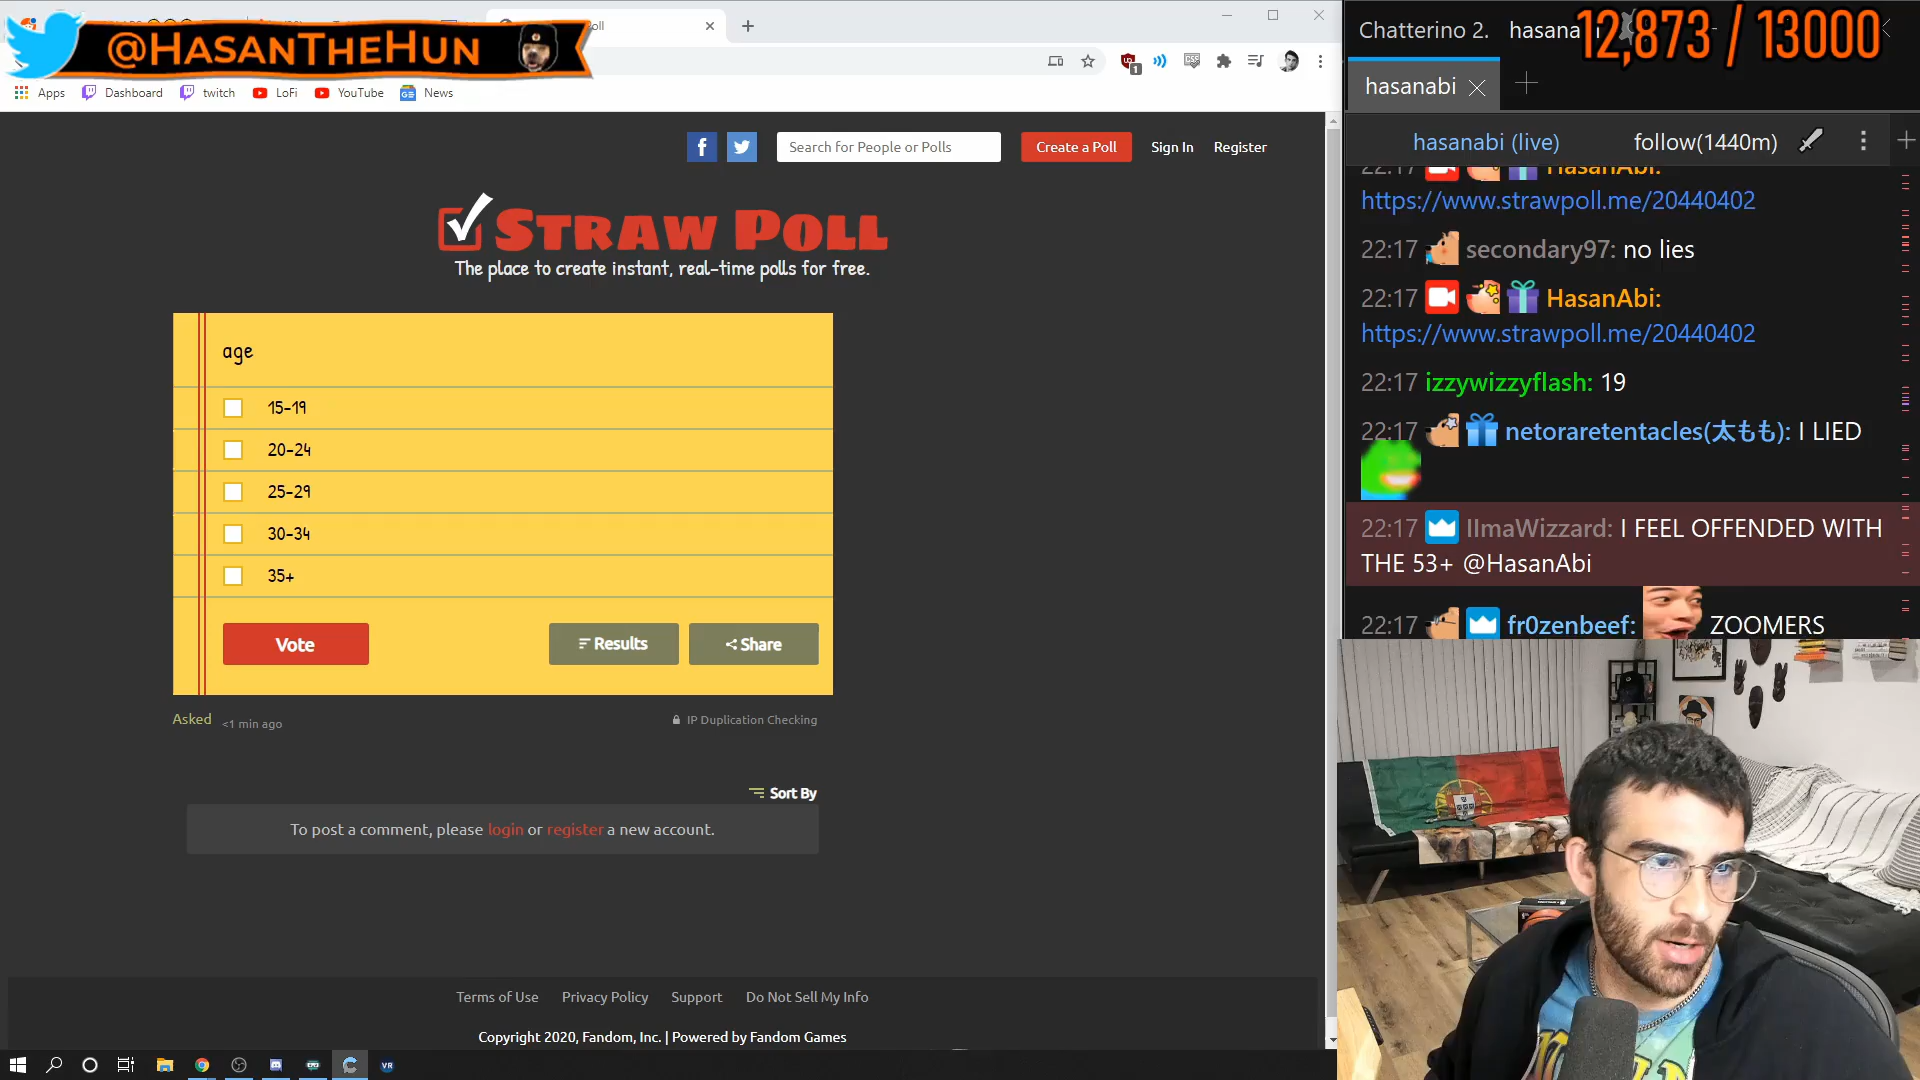 @HASANTHEHUN
oll
Apps
Dashboard
twitch
LoFi
YouTube
News
Search for People or Polls
Create a Poll
Sign In
Register
STRAW POLL
The place to create instant, real-time polls for free.
age
15-19
20-24
25-29
30-34
35+
Vote
Results
Share
Asked
<1 min ago
IP Duplication Checking
Sort By
To post a comment, please login or register a new account.
Terms of Use
Privacy Policy
Support
Do Not Sell My Info
Copyright 2020, Fandom, Inc. | Powered by Fandom Games
VR
Chatterino 2.
12,873 / 13000
hasanabi
hasanabi (live)
follow(1440m)
22:17 HasanAbi:
https://www.strawpoll.me/20440402
22:17 secondary97: no lies
22:17 HasanAbi:
https://www.strawpoll.me/20440402
22:17 izzywizzyflash: 19
22:17 netoraretentacles(太もも): I LIED
22:17 IImaWizzard: I FEEL OFFENDED WITH
THE 53+ @HasanAbi
22:17 fr0zenbeef: ZOOMERS